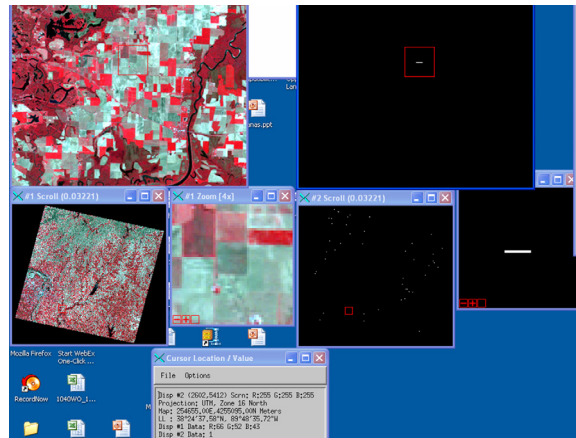 Lan
anas.ppt
#1 Scroll (0.03221)
#1 Zoom [4x]
#2 Scroll (0.03221)
Mozilla Firefox
Start WebEx
One-Click...
RecordNow
1040WO_1...
Cursor Location / Value
File Options
Disp #2 (2602,5412) Scrn: R:255 G:255 B:255
Projection: UTM, Zone 16 North
Map: 254655,00E,4255095,00N Meters
LL : 38°24'37,58"N, 89°48'35,72"W
Disp #1 Data: R:66 G:52 B:43
Disp #2 Data: 1